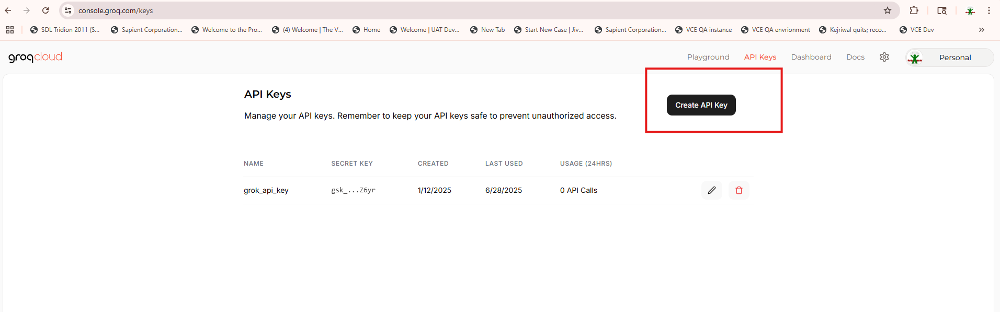 console.groq.com/keys
SDL Tridion 2011 (S... Sapient Corporation... Welcome to the Pro... (4) Welcome | The V... Home Welcome | UAT Dev... New Tab Start New Case | Jiv... Sapient Corporation... VCE QA instance VCE QA envrionment Kejriwal quits; reco... VCE Dev »
groqcloud Playground API Keys Dashboard Docs Personal
API Keys
Create API Key
Manage your API keys. Remember to keep your API keys safe to prevent unauthorized access.
NAME SECRET KEY CREATED LAST USED USAGE (24HRS)
grok_api_key gsk_...Z6yr 1/12/2025 6/28/2025 0 API Calls